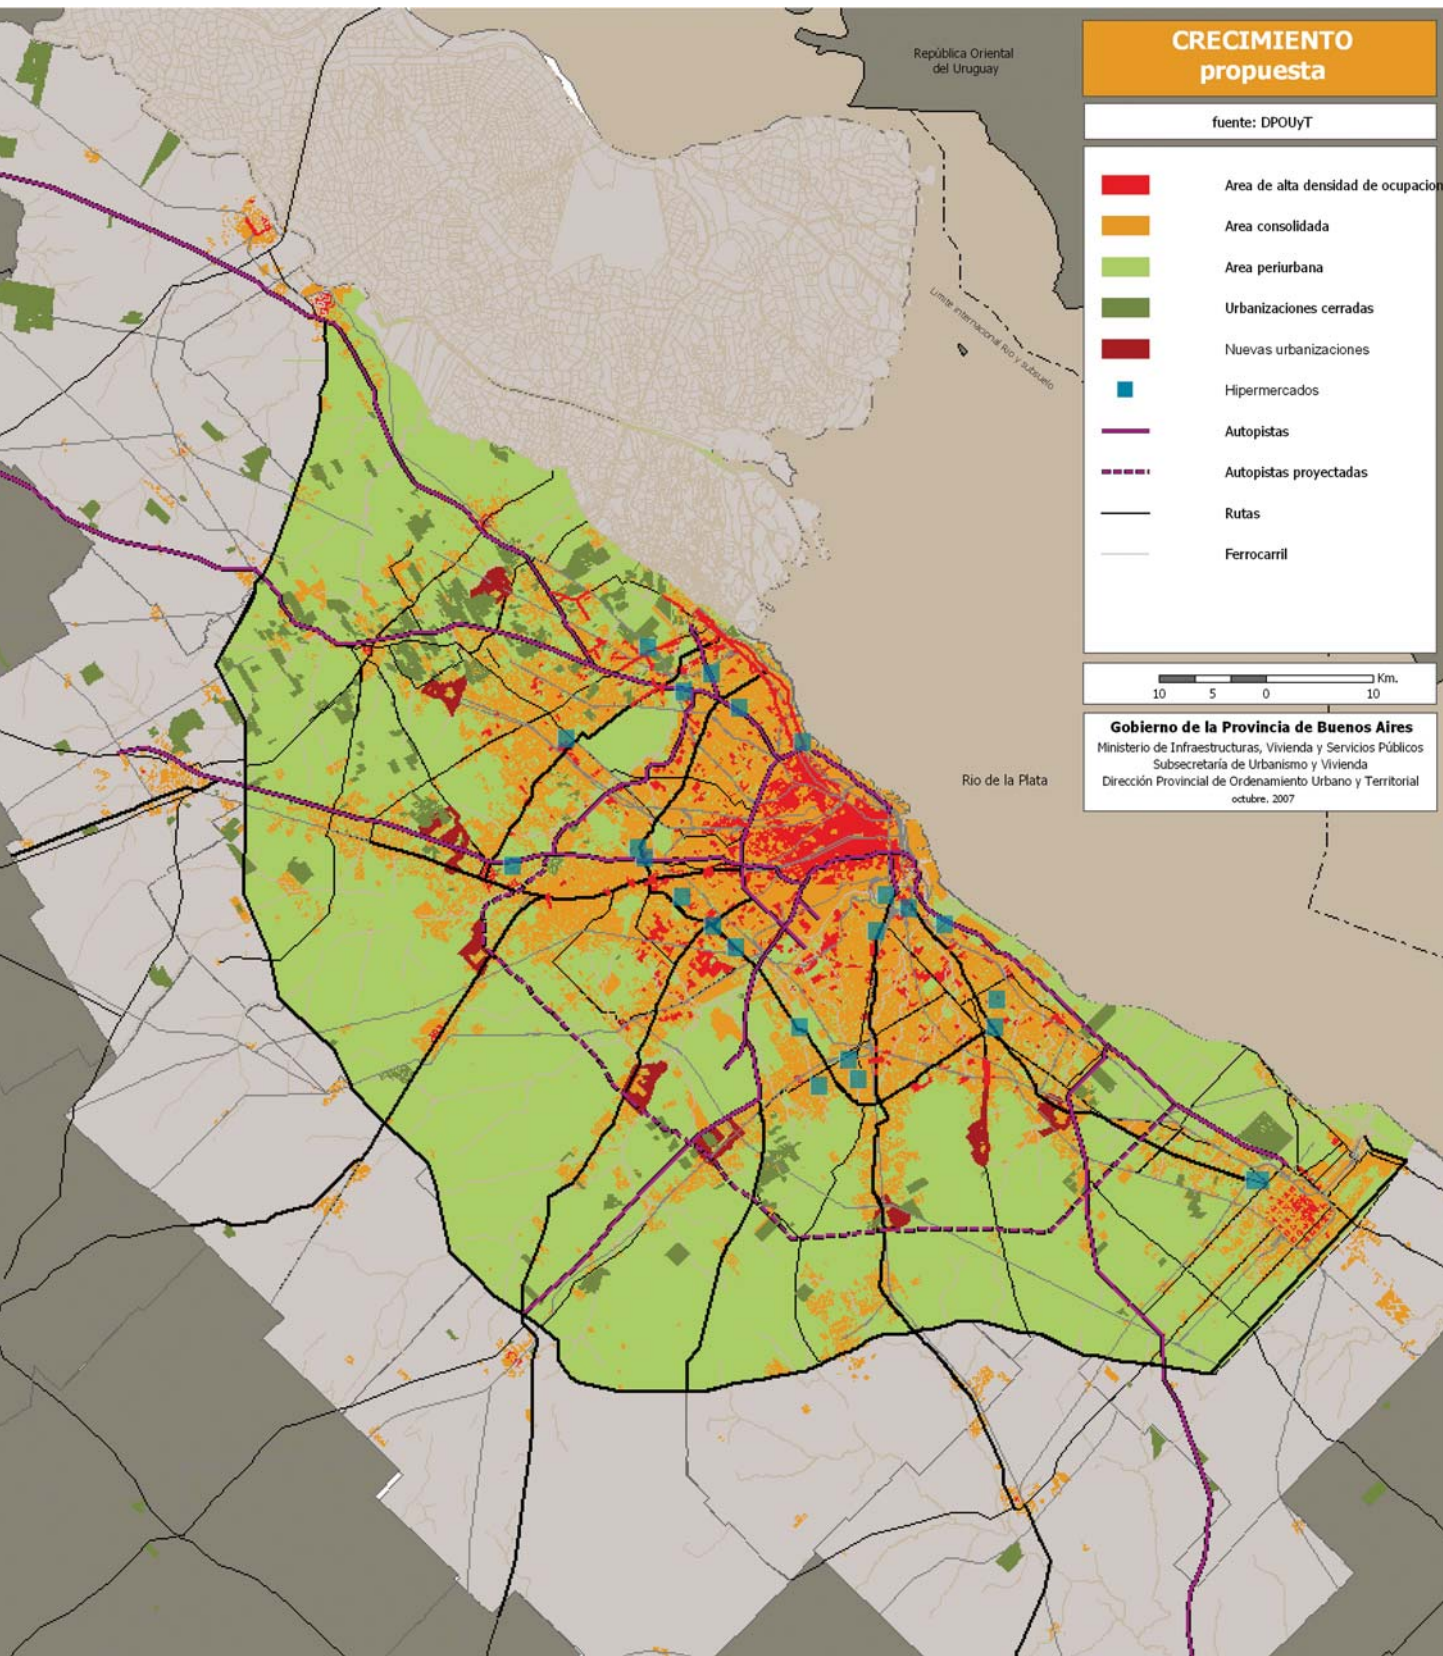 República Oriental
del Uruguay
CRECIMIENTO
propuesta
fuente: DPOUyT
Area de alta densidad de ocupacion
Area consolidada
Area periurbana
Urbanizaciones cerradas
Nuevas urbanizaciones
Hipermercados
Autopistas
Autopistas proyectadas
Rutas
Ferrocarril
Limite internacional Rio y subsuelo
Km.
10 5 0 10
Gobierno de la Provincia de Buenos Aires
Ministerio de Infraestructuras, Vivienda y Servicios Públicos
Subsecretaría de Urbanismo y Vivienda
Dirección Provincial de Ordenamiento Urbano y Territorial
octubre. 2007
Rio de la Plata